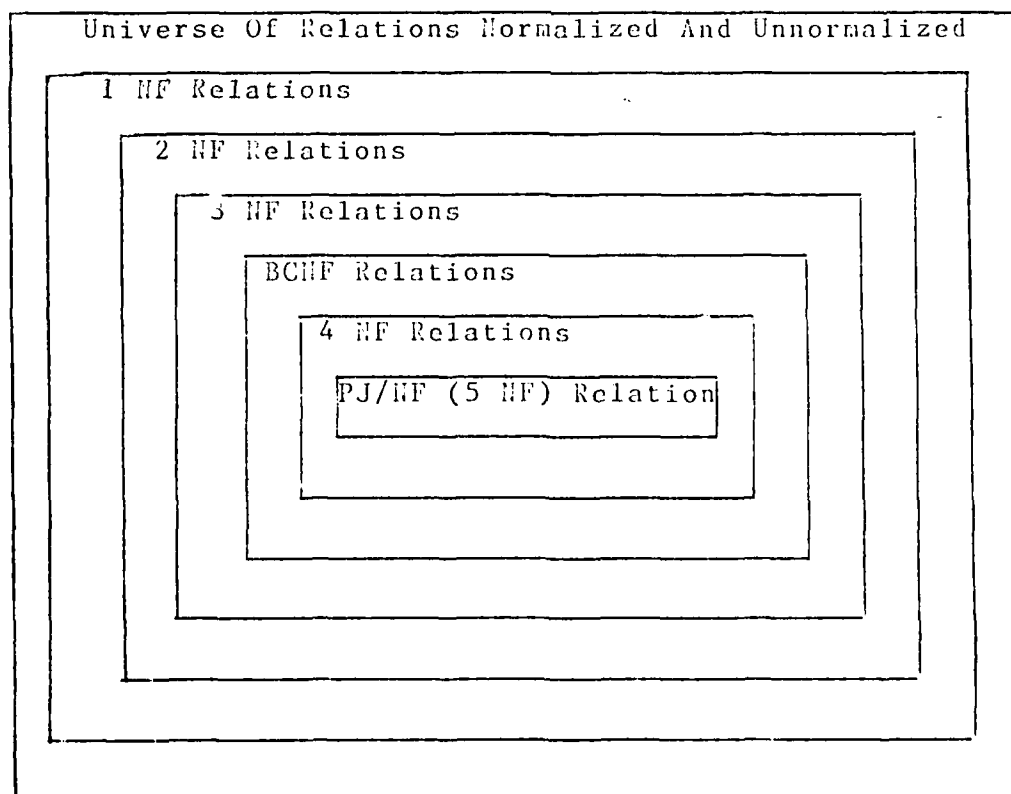 Universe Of Relations Normalized And Unnormalized
1 NF Relations
2 NF Relations
3 NF Relations
BCNF Relations
4 NF Relations
PJ/NF (5 NF) Relation